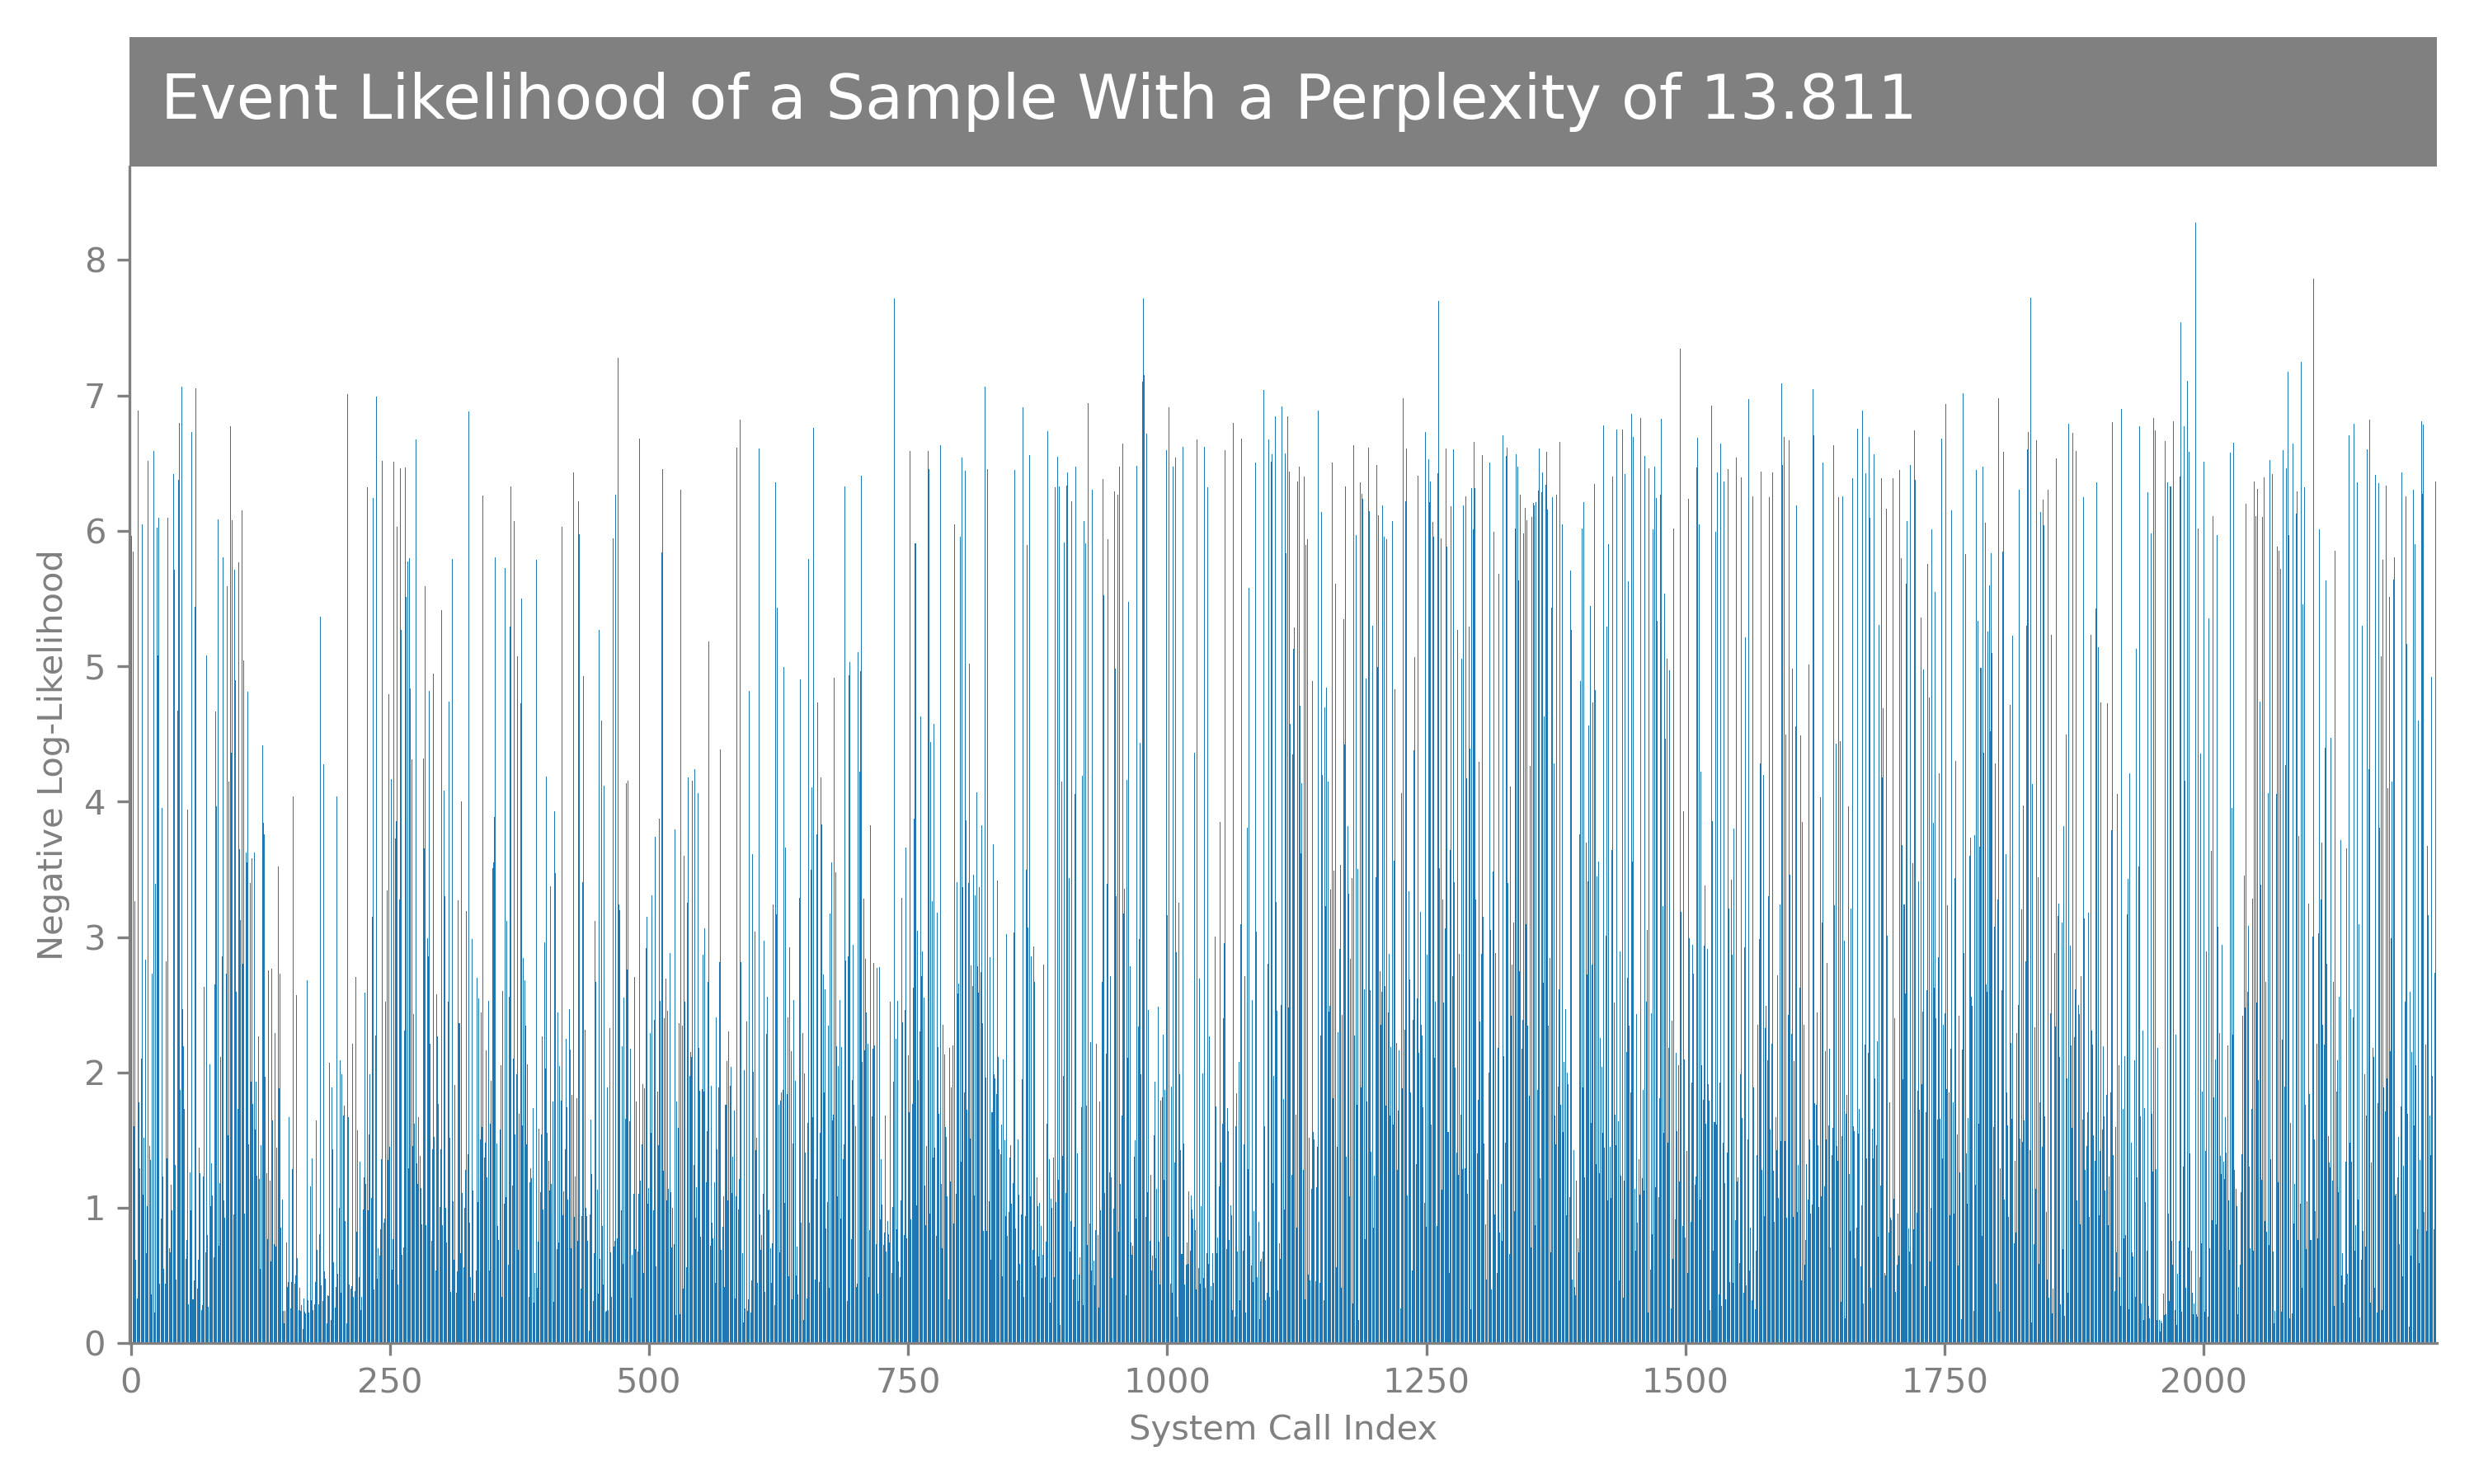 Event Likelihood of a Sample With a Perplexity of 13.811
8
7
6
5
4
3
2
1
0
Negative Log-Likelihood
0 250 500 750 1000 1250 1500 1750 2000
System Call Index